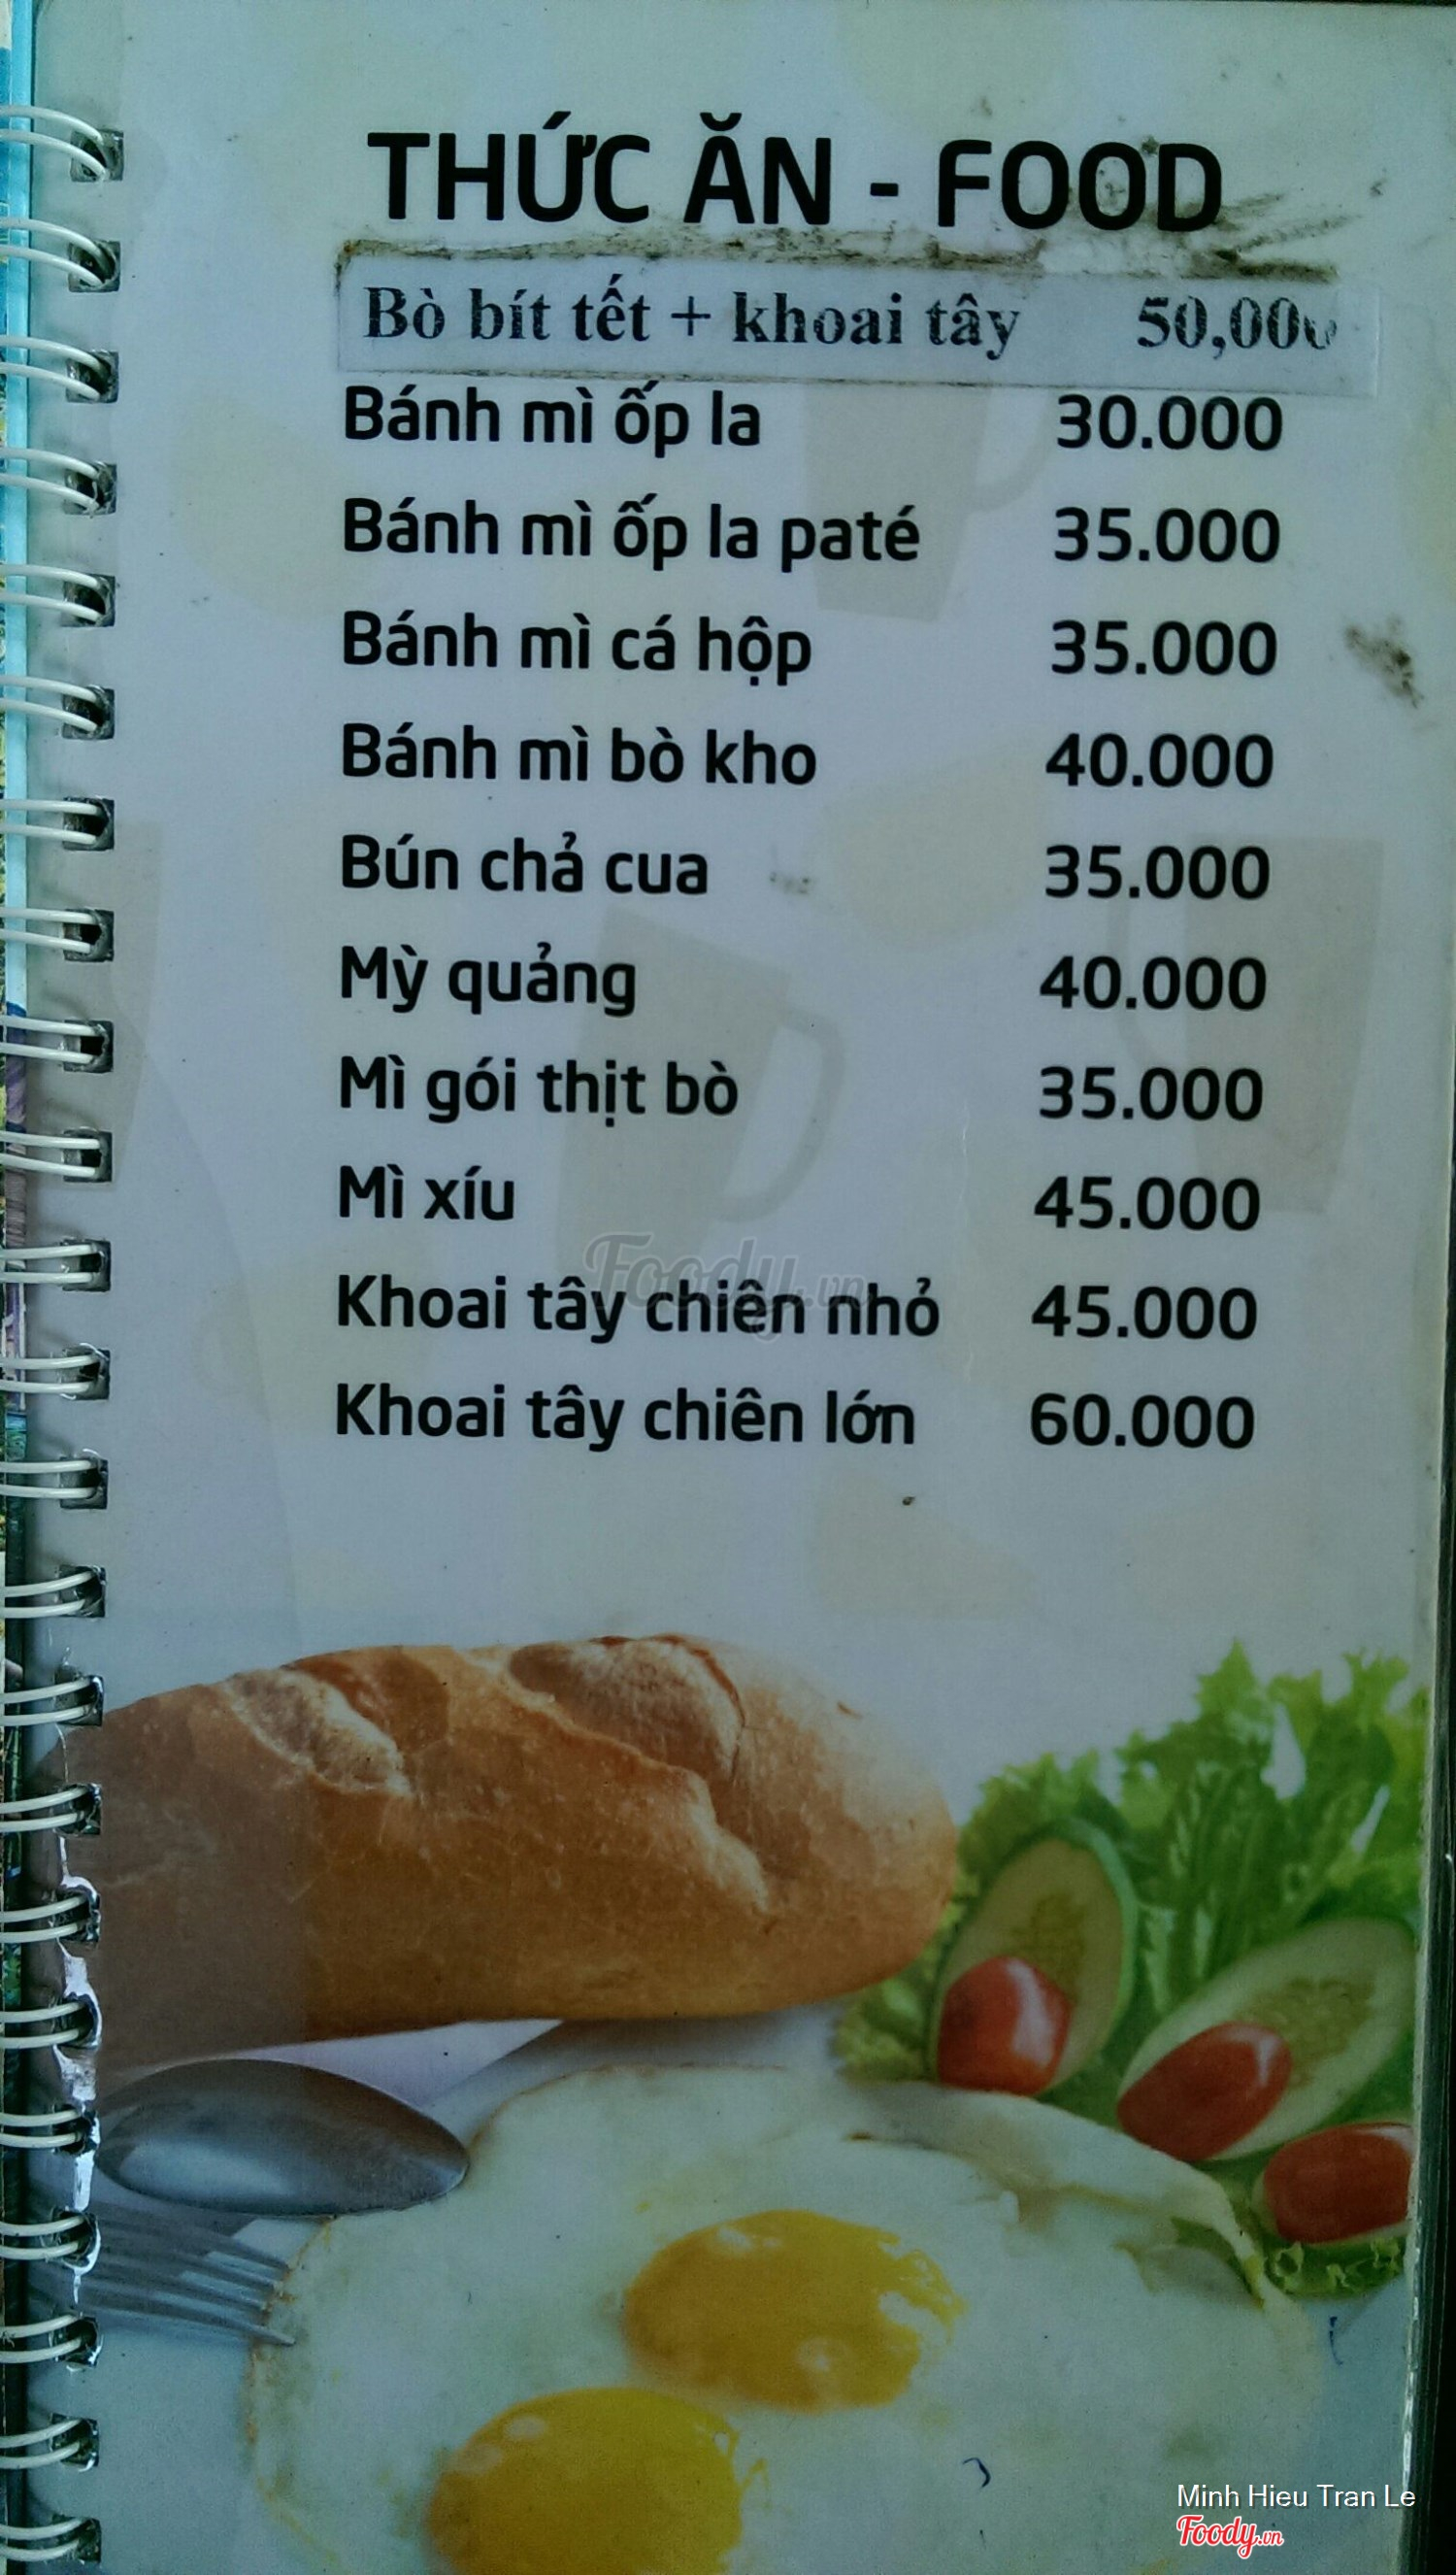 THỨC ĂN - FOOD
Bò bít tết + khoai tây 50,000
Bánh mì ốp la 30.000
Bánh mì ốp la paté 35.000
Bánh mì cá hộp 35.000
Bánh mì bò kho 40.000
Bún chả cua 35.000
Mỳ quảng 40.000
Mì gói thịt bò 35.000
Mì xíu 45.000
Foody.vn
Khoai tây chiên nhỏ 45.000
Khoai tây chiên lớn 60.000
Minh Hieu Tran Le
Foody.vn